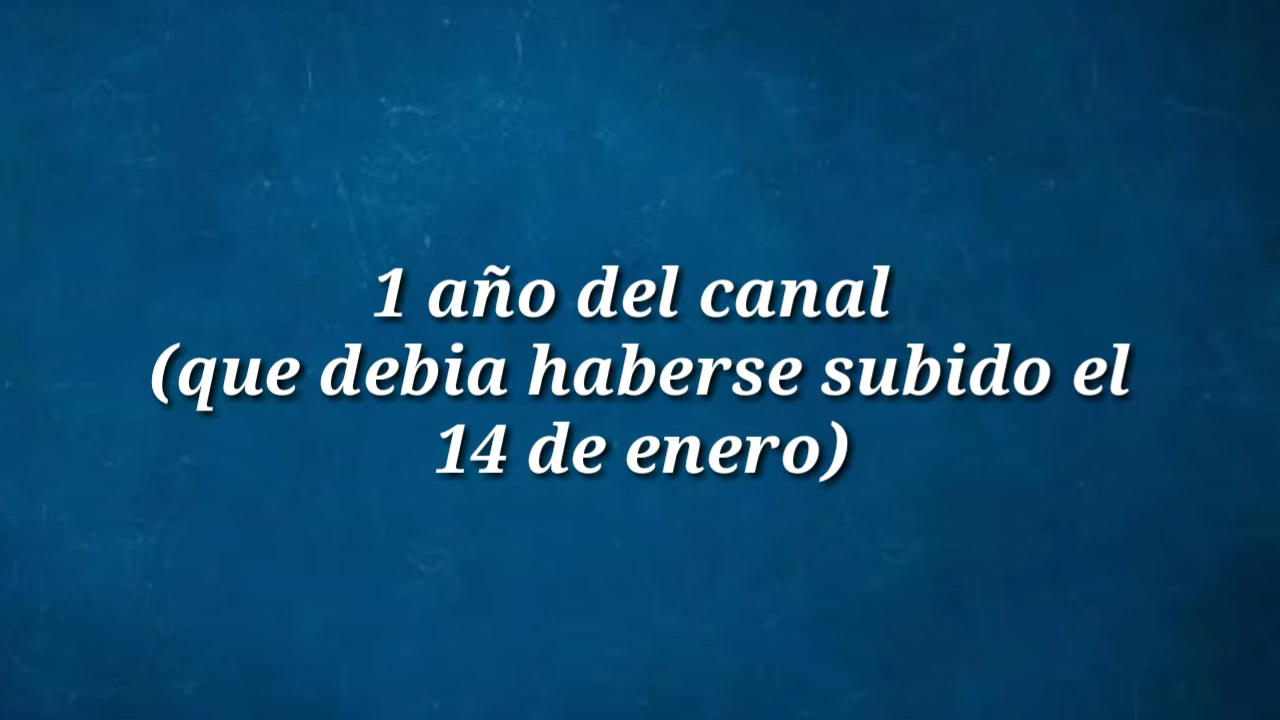 1 año del canal
(que debia haberse subido el
14 de enero)